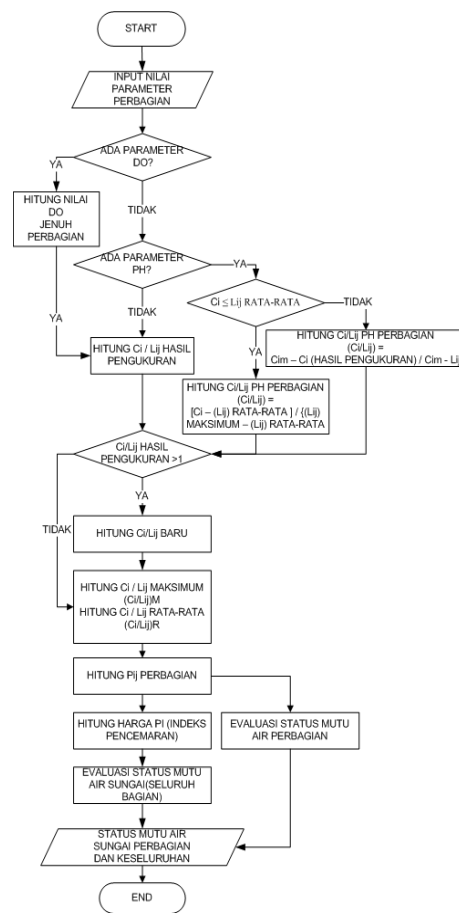 START
INPUT NILAI
PARAMETER
PERBAGIAN
ADA PARAMETER
DO?
YA
HITUNG NILAI
DO
JENUH
PERBAGIAN
TIDAK
ADA PARAMETER
PH?
YA
Ci ≤ Lij RATA-RATA
TIDAK
TIDAK
YA
HITUNG Ci / Lij HASIL
PENGUKURAN
HITUNG Ci/Lij PH PERBAGIAN
(Ci/Lij) =
Cim – Ci (HASIL PENGUKURAN) / Cim - Lij
YA
HITUNG Ci/Lij PH PERBAGIAN
(Ci/Lij) =
[Ci – (Lij) RATA-RATA ] / {(Lij)
MAKSIMUM – (Lij) RATA-RATA
Ci/Lij HASIL
PENGUKURAN >1
YA
TIDAK
HITUNG Ci/Lij BARU
HITUNG Ci / Lij MAKSIMUM
(Ci/Lij)M
HITUNG Ci / Lij RATA-RATA
(Ci/Lij)R
HITUNG Pij PERBAGIAN
HITUNG HARGA PI (INDEKS
PENCEMARAN)
EVALUASI STATUS MUTU
AIR PERBAGIAN
EVALUASI STATUS MUTU
AIR SUNGAI(SELURUH
BAGIAN)
STATUS MUTU AIR
SUNGAI PERBAGIAN
DAN KESELURUHAN
END